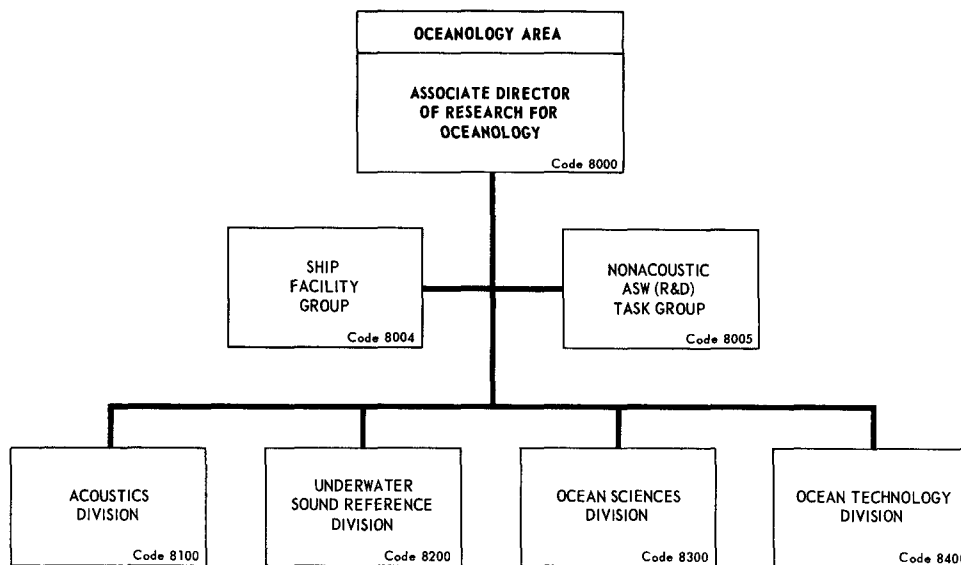 OCEANOLOGY AREA
ASSOCIATE DIRECTOR
OF RESEARCH FOR
OCEANOLOGY
Code 8000
SHIP
FACILITY
GROUP
Code 8004
NONACOUSTIC
ASW (R&D)
TASK GROUP
Code 8005
ACOUSTICS
DIVISION
Code 8100
UNDERWATER
SOUND REFERENCE
DIVISION
Code 8200
OCEAN SCIENCES
DIVISION
Code 8300
OCEAN TECHNOLOGY
DIVISION
Code 8400